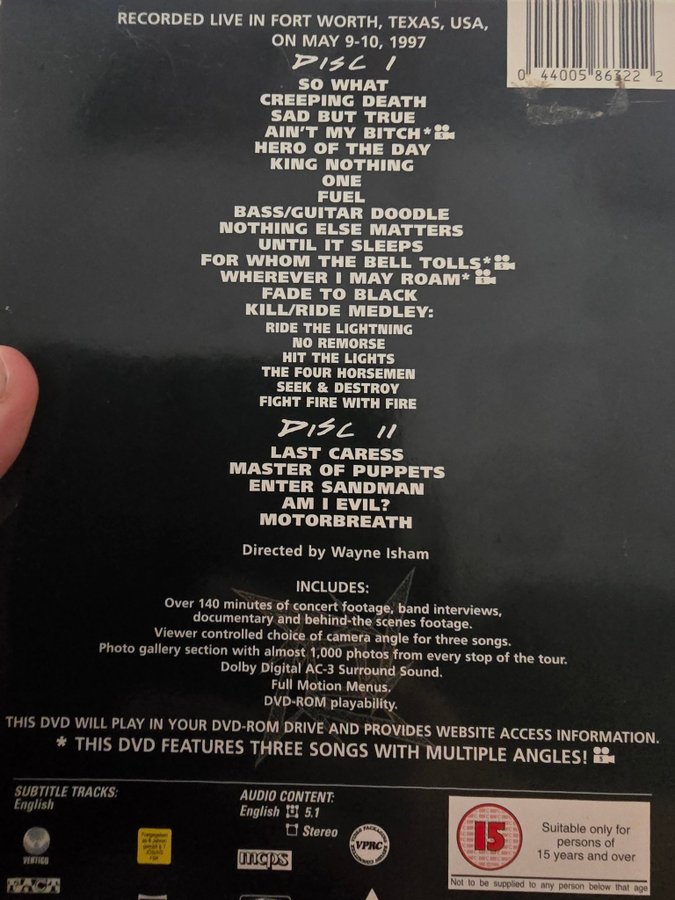 RECORDED LIVE IN FORT WORTH, TEXAS, USA,
ON MAY 9-10, 1997
0 44005 86322 2
DISC I
SO WHAT
CREEPING DEATH
SAD BUT TRUE
AIN'T MY BITCH*
HERO OF THE DAY
KING NOTHING
ONE
FUEL
BASS/GUITAR DOODLE
NOTHING ELSE MATTERS
UNTIL IT SLEEPS
FOR WHOM THE BELL TOLLS*
WHEREVER I MAY ROAM*
FADE TO BLACK
KILL/RIDE MEDLEY:
RIDE THE LIGHTNING
NO REMORSE
HIT THE LIGHTS
THE FOUR HORSEMEN
SEEK & DESTROY
FIGHT FIRE WITH FIRE
DISC II
LAST CARESS
MASTER OF PUPPETS
ENTER SANDMAN
AM I EVIL?
MOTORBREATH
Directed by Wayne Isham
INCLUDES:
Over 140 minutes of concert footage, band interviews,
documentary and behind-the scenes footage.
Viewer controlled choice of camera angle for three songs.
Photo gallery section with almost 1,000 photos from every stop of the tour.
Dolby Digital AC-3 Surround Sound.
Full Motion Menus.
DVD-ROM playability.
THIS DVD WILL PLAY IN YOUR DVD-ROM DRIVE AND PROVIDES WEBSITE ACCESS INFORMATION.
* THIS DVD FEATURES THREE SONGS WITH MULTIPLE ANGLES!
SUBTITLE TRACKS:
English
AUDIO CONTENT:
English 5.1
Stereo
VERTIGO
FACT
mcps
VPRC
15
Suitable only for
persons of
15 years and over
Not to be supplied to any person below that age